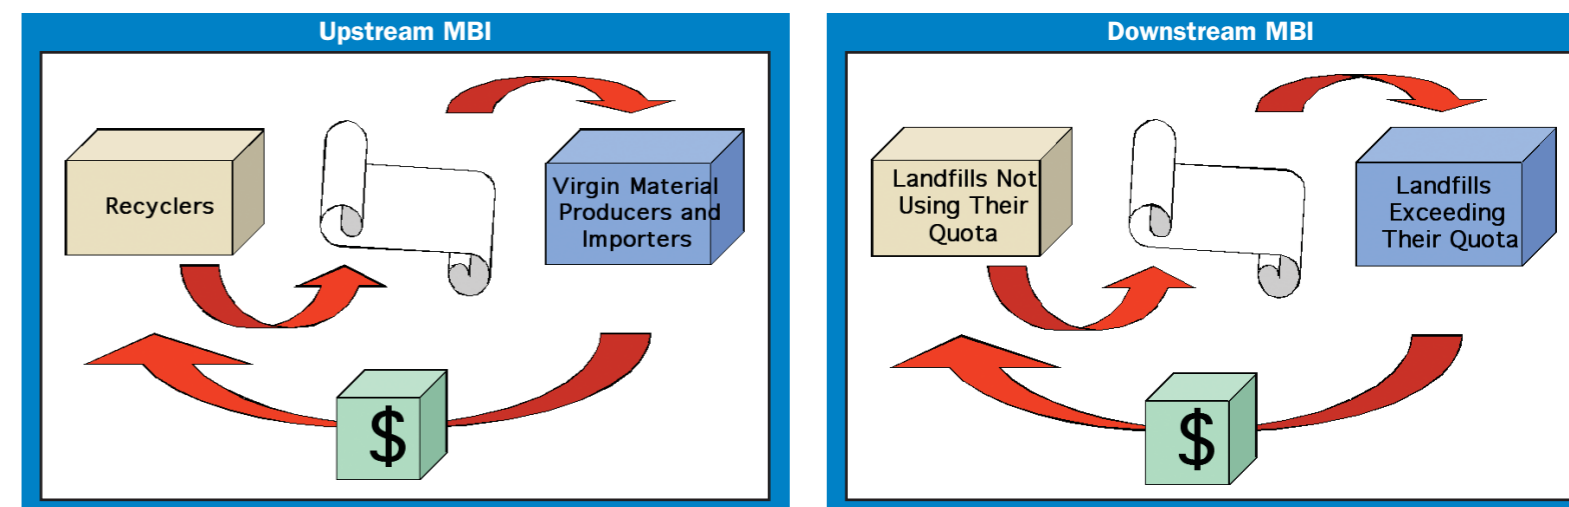 Upstream MBI
Recyclers
Virgin Material
Producers and
Importers
$
Downstream MBI
Landfills Not
Using Their
Quota
Landfills
Exceeding
Their Quota
$